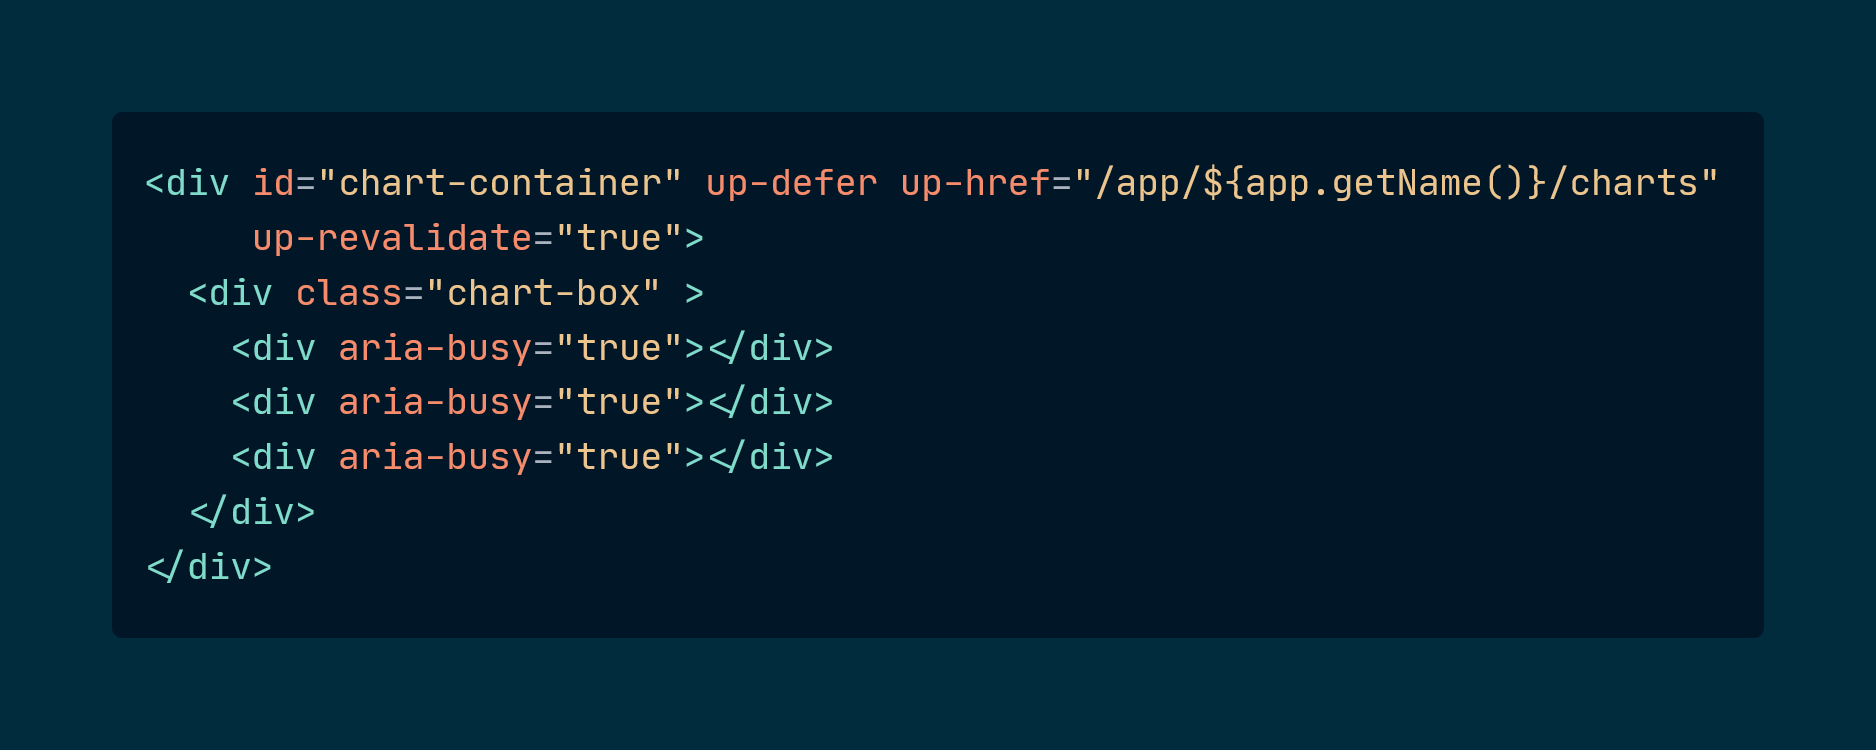 <div id="chart-container" up-defer up-href="/app/${app.getName()}/charts"
     up-revalidate="true">
  <div class="chart-box" >
    <div aria-busy="true"></div>
    <div aria-busy="true"></div>
    <div aria-busy="true"></div>
  </div>
</div>